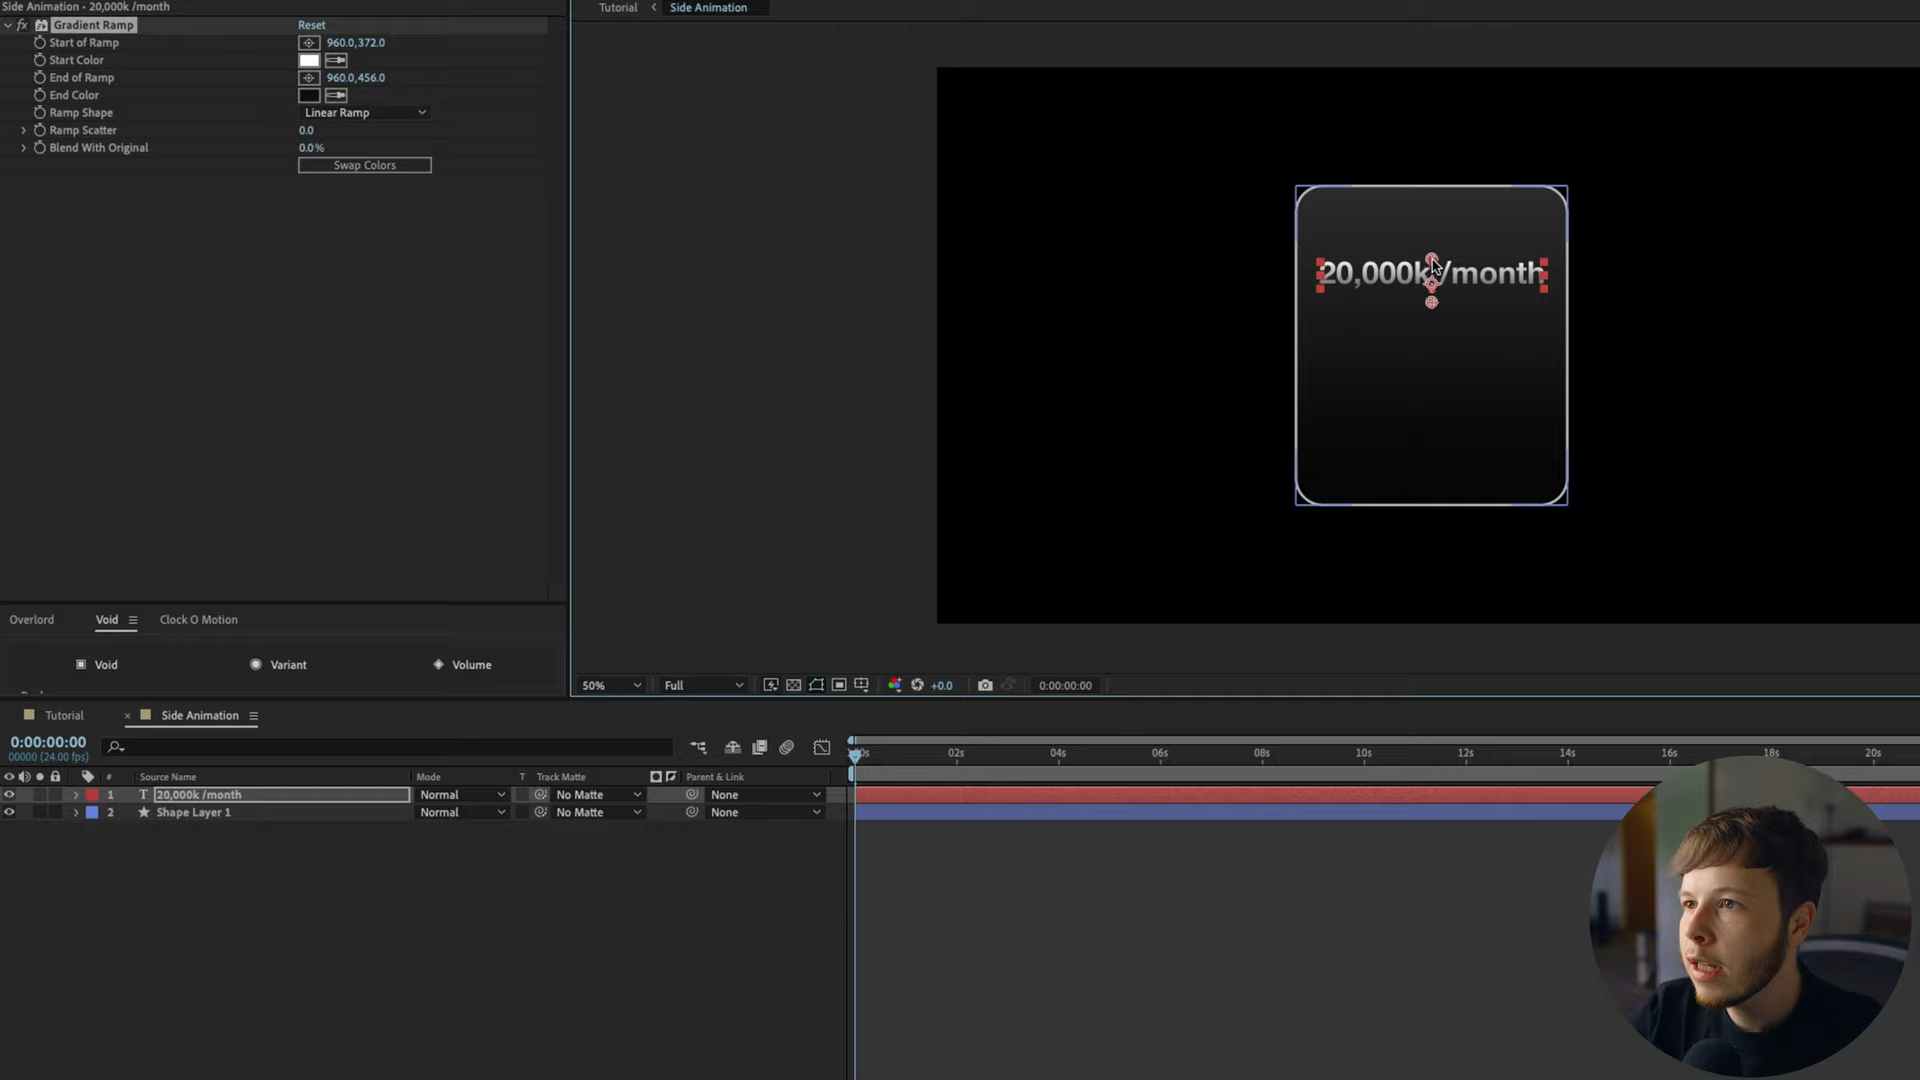 Side Animation • 20,000k /month
Tutorial Side Animation
fx Gradient Ramp Reset
Start of Ramp 960.0,372.0
Start Color
End of Ramp 960.0,456.0
End Color
Ramp Shape Linear Ramp
Ramp Scatter 0.0
Blend With Original 0.0%
Swap Colors
20,000k /month
Overlord Void Clock O Motion
Void Variant Volume
50% Full +0.0 0:00:00:00
Tutorial × Side Animation
0:00:00:00
00000 (24.00 fps)
02s 04s 06s 08s 10s 12s 14s 16s 18s 20s
# Source Name Mode T Track Matte Parent & Link
1 T 20,000k /month Normal No Matte None
2 Shape Layer 1 Normal No Matte None